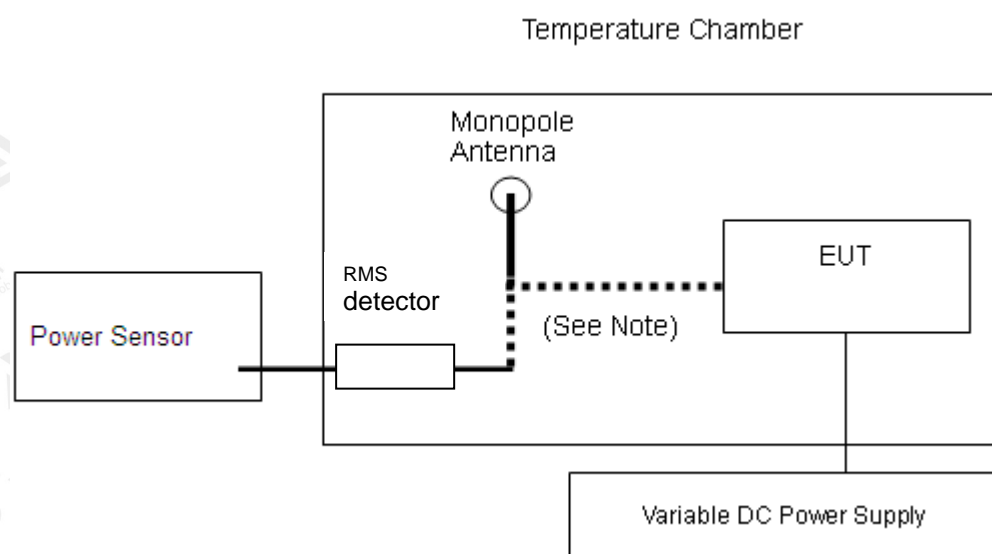 Temperature Chamber
Monopole
Antenna
EUT
RMS
detector
(See Note)
Power Sensor
Variable DC Power Supply